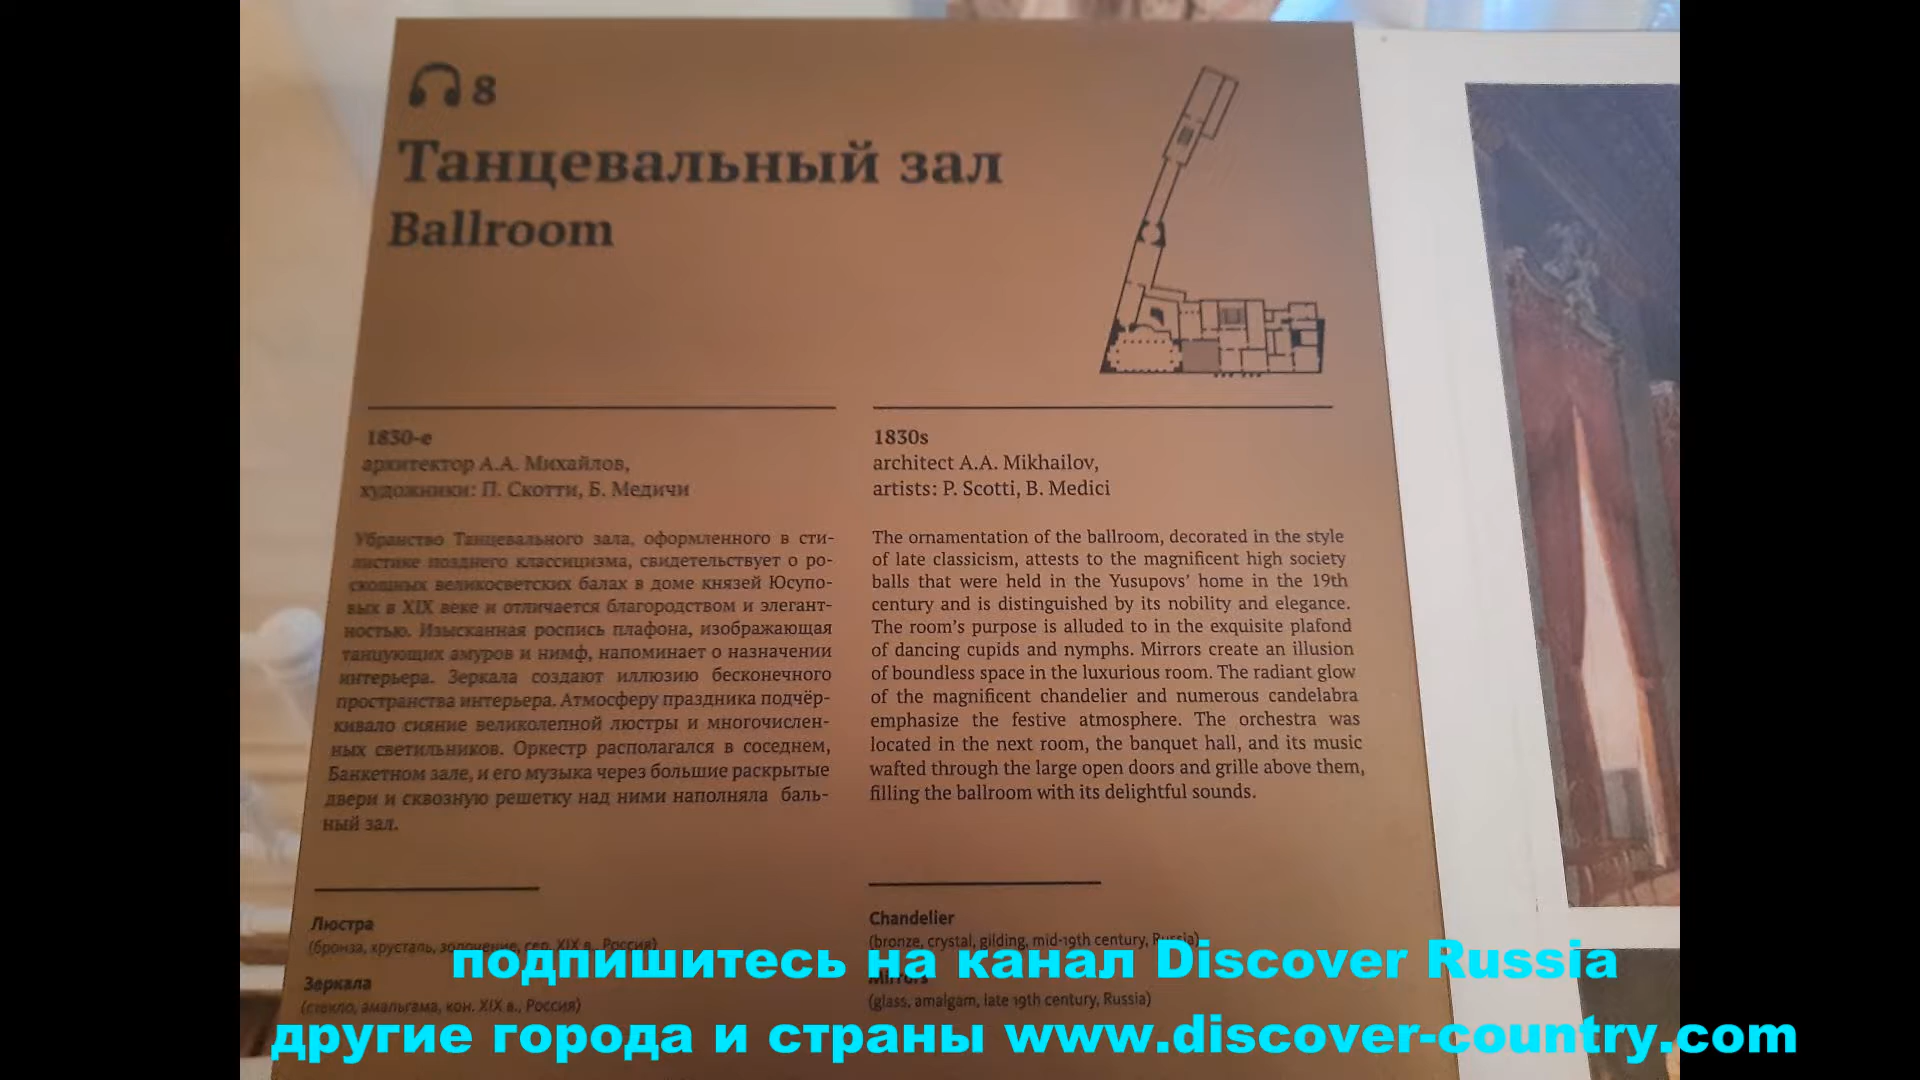 8
Танцевальный зал
Ballroom
1830-е
архитектор А.А. Михайлов,
художники: П. Скотти, Б. Медичи
Убранство Танцевального зала, оформленного в сти-
листике позднего классицизма, свидетельствует о ро-
скошных великосветских балах в доме князей Юсупо-
вых в XIX веке и отличается благородством и элегант-
ностью. Изысканная роспись плафона, изображающая
танцующих амуров и нимф, напоминает о назначении
интерьера. Зеркала создают иллюзию бесконечного
пространства интерьера. Атмосферу праздника подчёр-
кивало сияние великолепной люстры и многочислен-
ных светильников. Оркестр располагался в соседнем,
Банкетном зале, и его музыка через большие раскрытые
двери и сквозную решетку над ними наполняла баль-
ный зал.
1830s
architect A.A. Mikhailov,
artists: P. Scotti, B. Medici
The ornamentation of the ballroom, decorated in the style
of late classicism, attests to the magnificent high society
balls that were held in the Yusupovs' home in the 19th
century and is distinguished by its nobility and elegance.
The room's purpose is alluded to in the exquisite plafond
of dancing cupids and nymphs. Mirrors create an illusion
of boundless space in the luxurious room. The radiant glow
of the magnificent chandelier and numerous candelabra
emphasize the festive atmosphere. The orchestra was
located in the next room, the banquet hall, and its music
wafted through the large open doors and grille above them,
filling the ballroom with its delightful sounds.
Люстра
(бронза, хрусталь, золочение, сер. XIX в., Россия)
Зеркала
(стекло, амальгама, кон. XIX в., Россия)
Chandelier
(bronze, crystal, gilding, mid-19th century, Russia)
Mirrors
(glass, amalgam, late 19th century, Russia)
подпишитесь на канал Discover Russia
другие города и страны www.discover-country.com